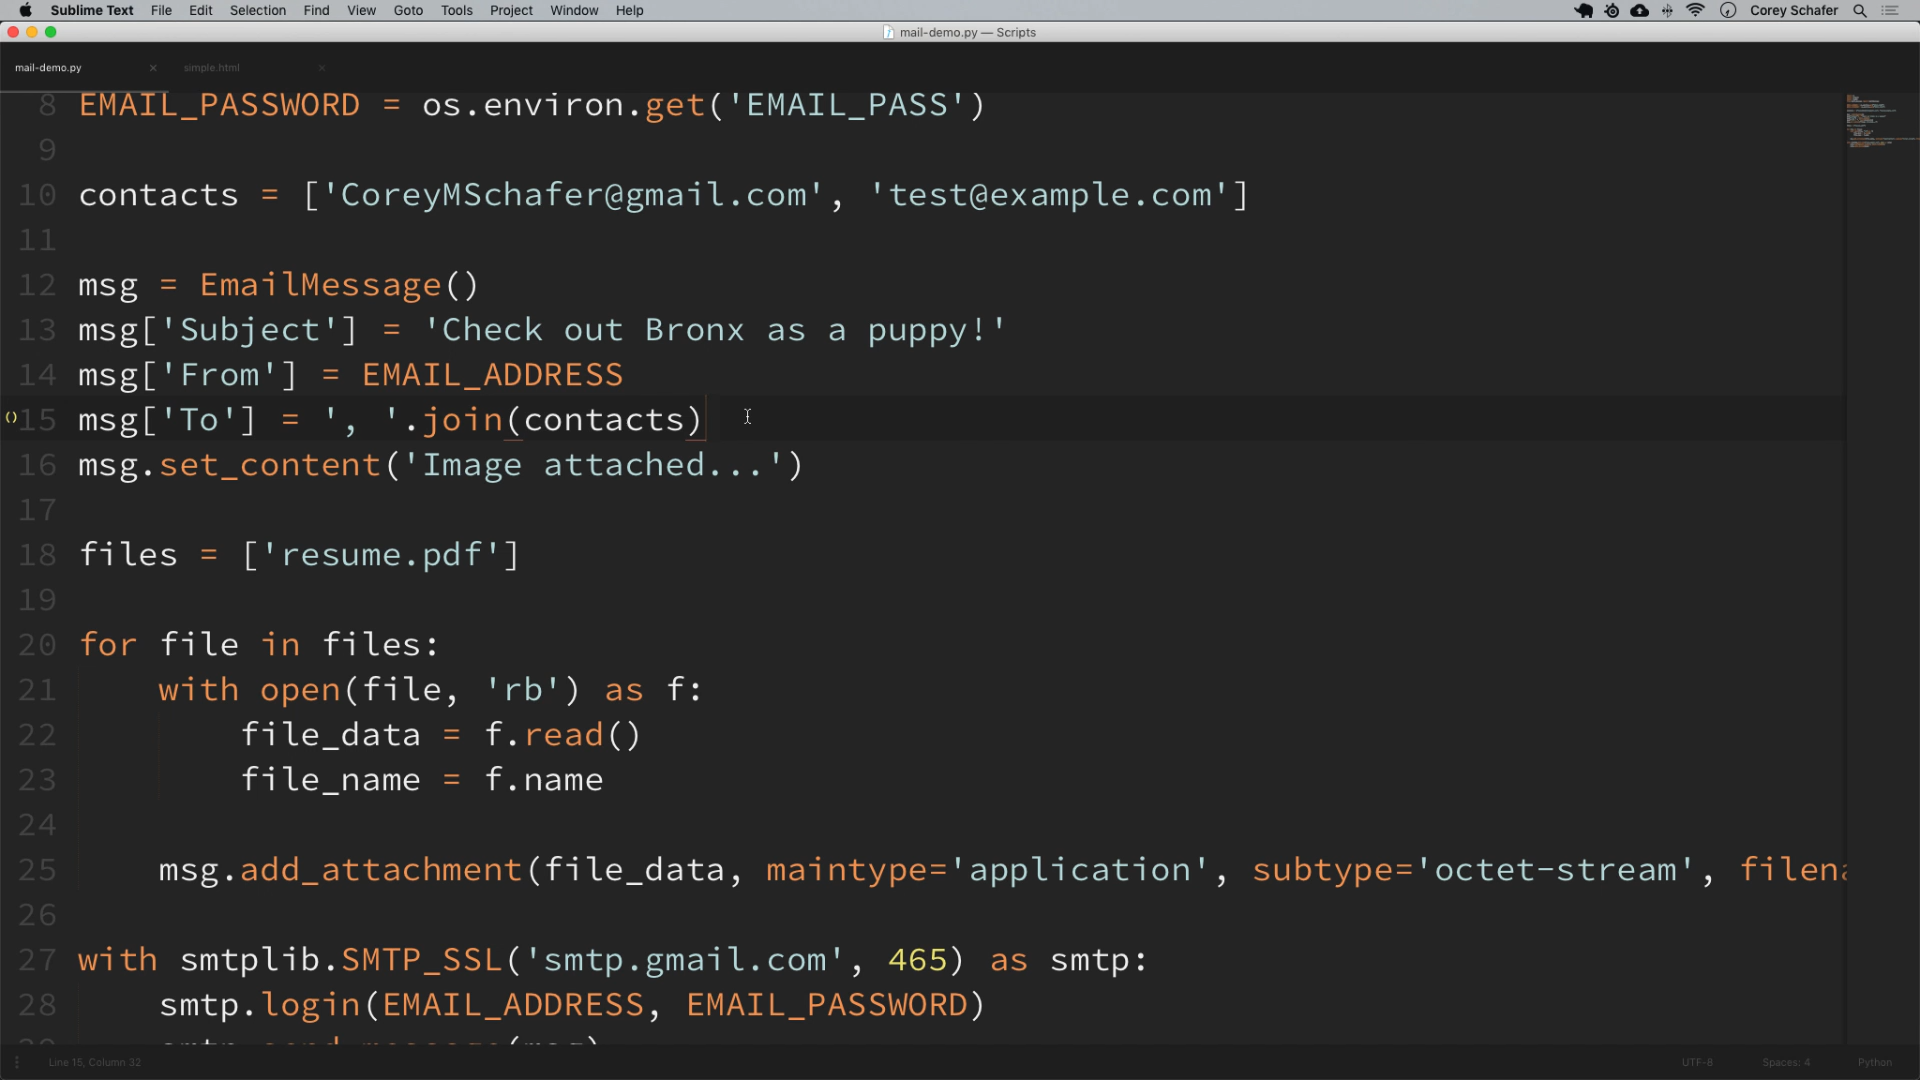 Sublime Text File Edit Selection Find View Goto Tools Project Window Help Corey Schafer
mail-demo.py — Scripts
mail-demo.py simple.html
8 EMAIL_PASSWORD = os.environ.get('EMAIL_PASS')
9
10 contacts = ['CoreyMSchafer@gmail.com', 'test@example.com']
11
12 msg = EmailMessage()
13 msg['Subject'] = 'Check out Bronx as a puppy!'
14 msg['From'] = EMAIL_ADDRESS
15 msg['To'] = ', '.join(contacts)
16 msg.set_content('Image attached...')
17
18 files = ['resume.pdf']
19
20 for file in files:
21 with open(file, 'rb') as f:
22 file_data = f.read()
23 file_name = f.name
24
25 msg.add_attachment(file_data, maintype='application', subtype='octet-stream', filena
26
27 with smtplib.SMTP_SSL('smtp.gmail.com', 465) as smtp:
28 smtp.login(EMAIL_ADDRESS, EMAIL_PASSWORD)
29 smtp.send_message(msg)
Line 15, Column 32 UTF-8 Spaces: 4 Python